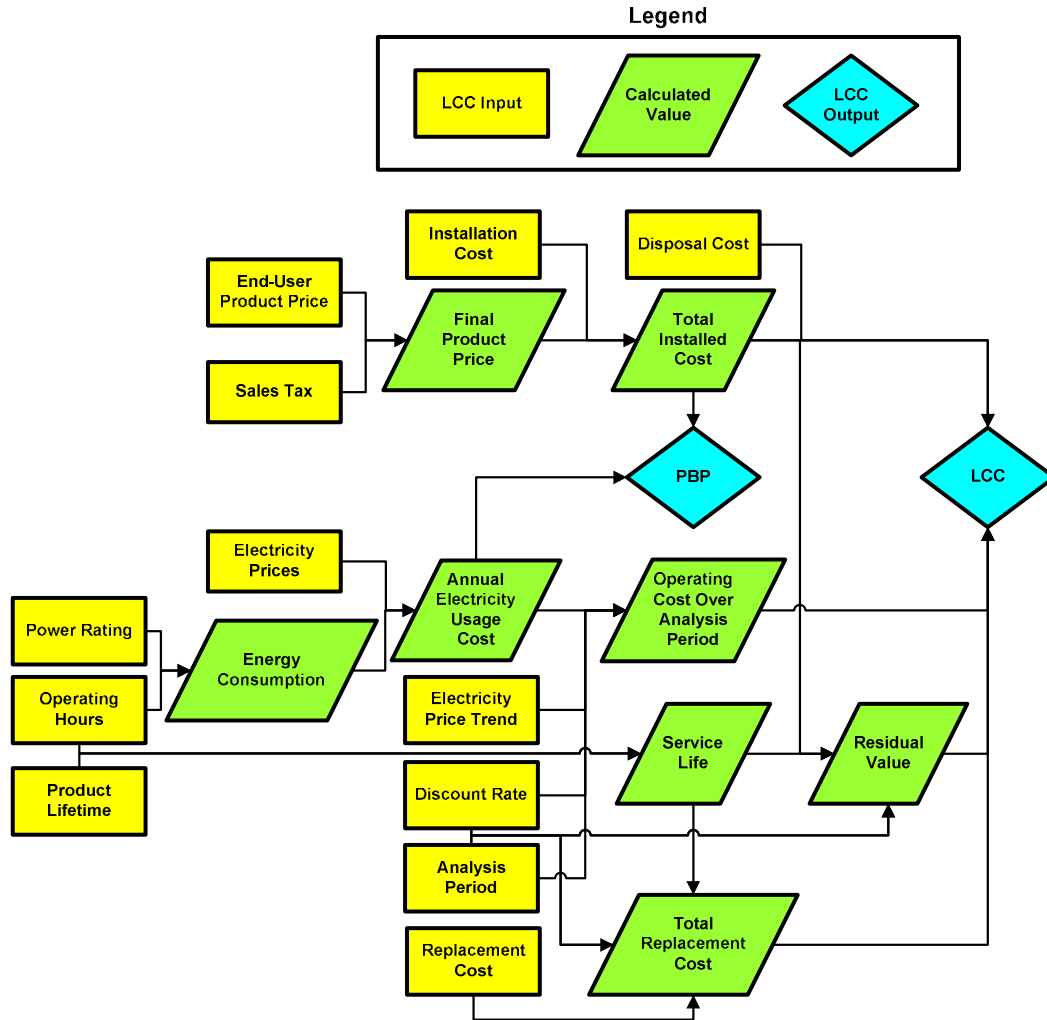 Legend
LCC Input
Calculated
Value
LCC
Output
Installation
Cost
Disposal Cost
End-User
Product Price
Final
Product
Price
Total
Installed
Cost
Sales Tax
PBP
LCC
Electricity
Prices
Annual
Electricity
Usage
Cost
Operating
Cost Over
Analysis
Period
Power Rating
Energy
Consumption
Operating
Hours
Electricity
Price Trend
Service
Life
Residual
Value
Product
Lifetime
Discount Rate
Analysis
Period
Total
Replacement
Cost
Replacement
Cost